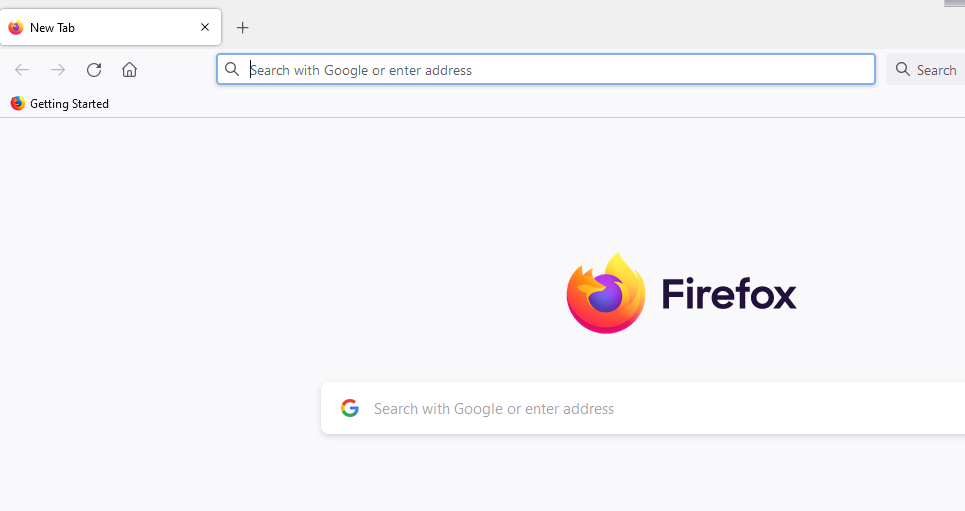 New Tab
Search with Google or enter address
Search
Getting Started
Firefox
Search with Google or enter address